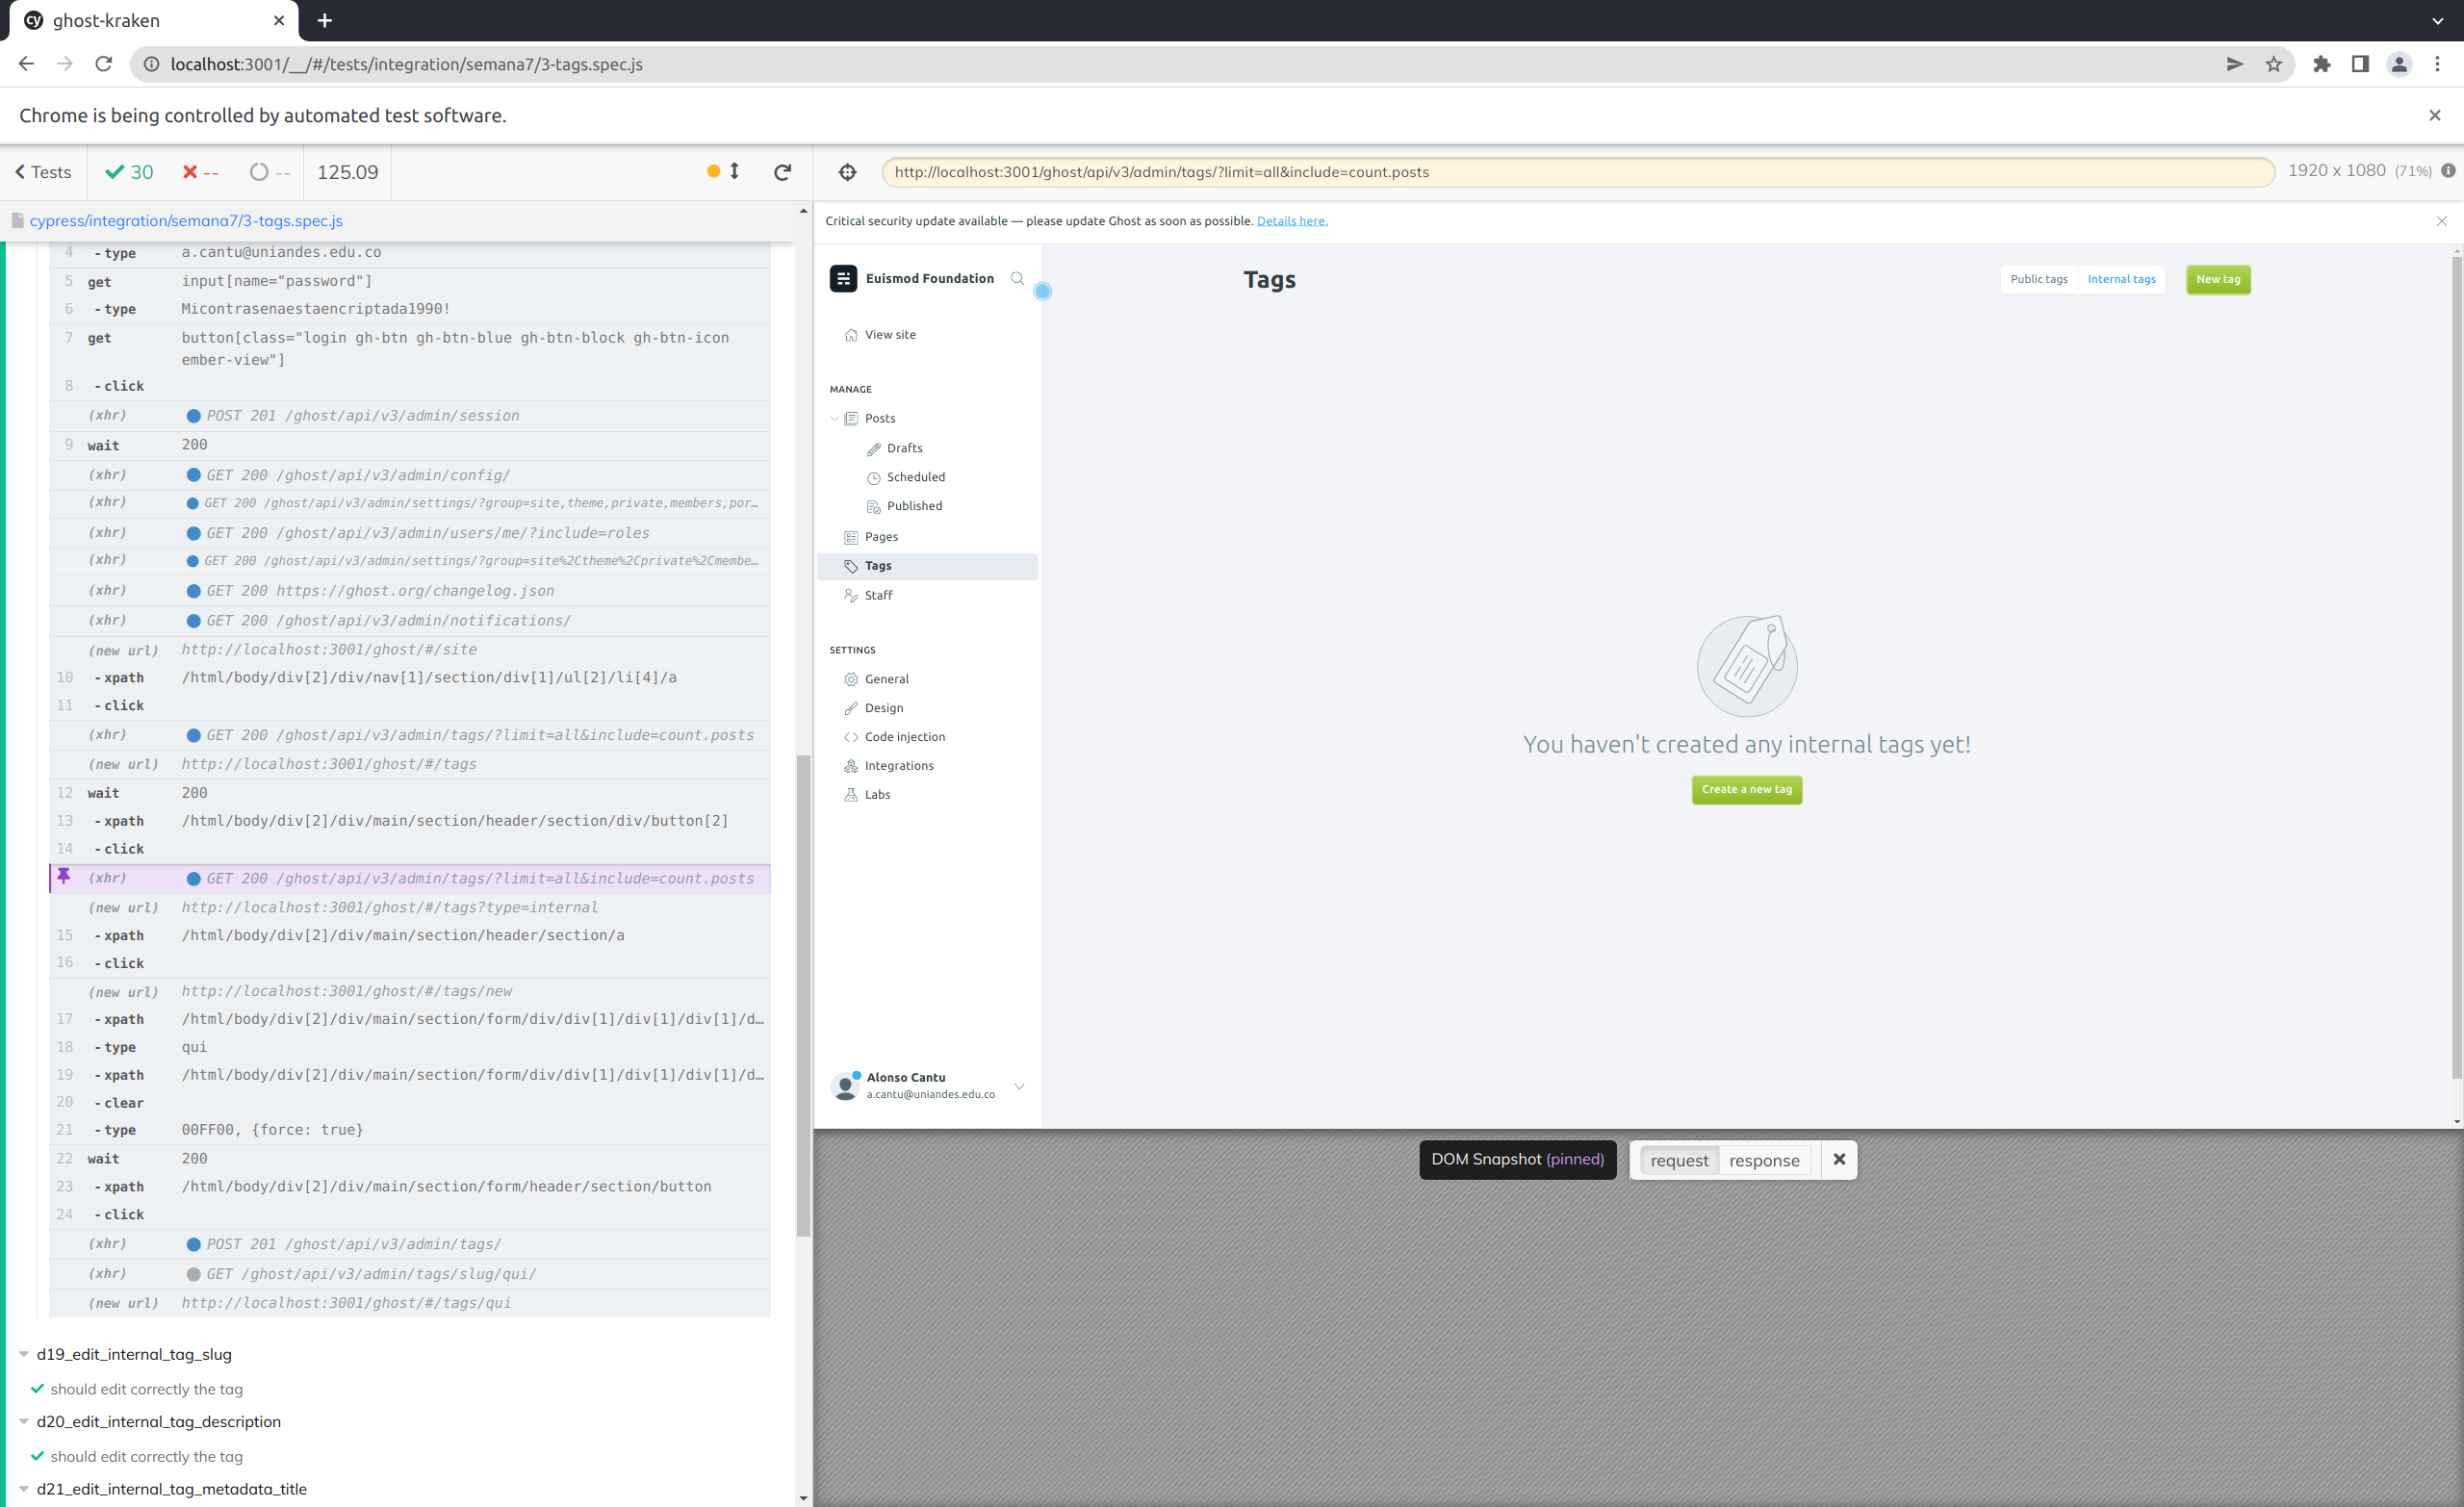 ghost-kraken
localhost:3001/__/#/tests/integration/semana7/3-tags.spec.js
Chrome is being controlled by automated test software.
Tests
30
--
--
125.09
cypress/integration/semana7/3-tags.spec.js
4 - type a.cantu@uniandes.edu.co
5 get input[name="password"]
6 - type Micontrasenaestaencriptada1990!
7 get button[class="login gh-btn gh-btn-blue gh-btn-block gh-btn-icon
ember-view"]
8 - click
(xhr) POST 201 /ghost/api/v3/admin/session
9 wait 200
(xhr) GET 200 /ghost/api/v3/admin/config/
(xhr) GET 200 /ghost/api/v3/admin/settings/?group=site,theme,private,members,por…
(xhr) GET 200 /ghost/api/v3/admin/users/me/?include=roles
(xhr) GET 200 /ghost/api/v3/admin/settings/?group=site%2Ctheme%2Cprivate%2Cmembe…
(xhr) GET 200 https://ghost.org/changelog.json
(xhr) GET 200 /ghost/api/v3/admin/notifications/
(new url) http://localhost:3001/ghost/#/site
10 - xpath /html/body/div[2]/div/nav[1]/section/div[1]/ul[2]/li[4]/a
11 - click
(xhr) GET 200 /ghost/api/v3/admin/tags/?limit=all&include=count.posts
(new url) http://localhost:3001/ghost/#/tags
12 wait 200
13 - xpath /html/body/div[2]/div/main/section/header/section/div/button[2]
14 - click
(xhr) GET 200 /ghost/api/v3/admin/tags/?limit=all&include=count.posts
(new url) http://localhost:3001/ghost/#/tags?type=internal
15 - xpath /html/body/div[2]/div/main/section/header/section/a
16 - click
(new url) http://localhost:3001/ghost/#/tags/new
17 - xpath /html/body/div[2]/div/main/section/form/div/div[1]/div[1]/div[1]/d…
18 - type qui
19 - xpath /html/body/div[2]/div/main/section/form/div/div[1]/div[1]/div[1]/d…
20 - clear
21 - type 00FF00, {force: true}
22 wait 200
23 - xpath /html/body/div[2]/div/main/section/form/header/section/button
24 - click
(xhr) POST 201 /ghost/api/v3/admin/tags/
(xhr) GET /ghost/api/v3/admin/tags/slug/qui/
(new url) http://localhost:3001/ghost/#/tags/qui
d19_edit_internal_tag_slug
should edit correctly the tag
d20_edit_internal_tag_description
should edit correctly the tag
d21_edit_internal_tag_metadata_title
http://localhost:3001/ghost/api/v3/admin/tags/?limit=all&include=count.posts
1920 x 1080 (71%)
Critical security update available — please update Ghost as soon as possible. Details here.
Euismod Foundation
View site
MANAGE
Posts
Drafts
Scheduled
Published
Pages
Tags
Staff
SETTINGS
General
Design
Code injection
Integrations
Labs
Alonso Cantu
a.cantu@uniandes.edu.co
Tags
Public tags
Internal tags
New tag
You haven't created any internal tags yet!
Create a new tag
DOM Snapshot (pinned)
request
response